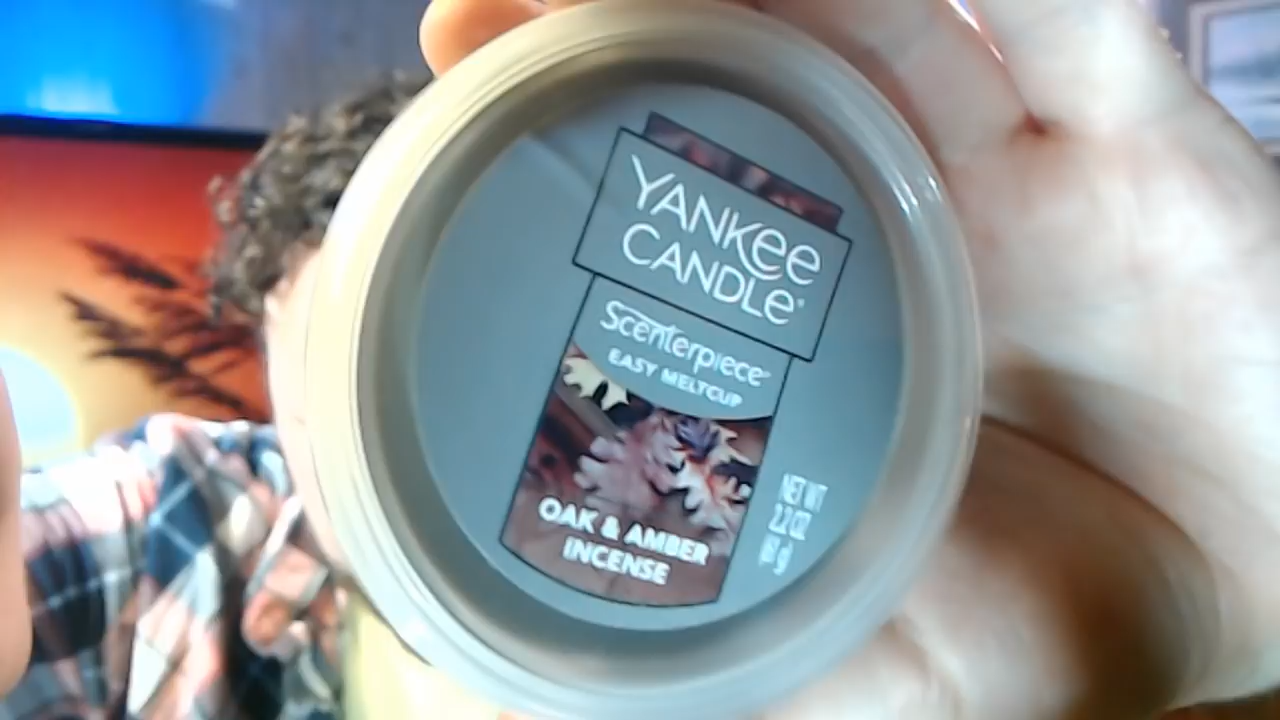 YANKEE
CANDLE®
Scenterpiece®
EASY MELTCUP
OAK & AMBER
INCENSE
NET WT
2.2 OZ